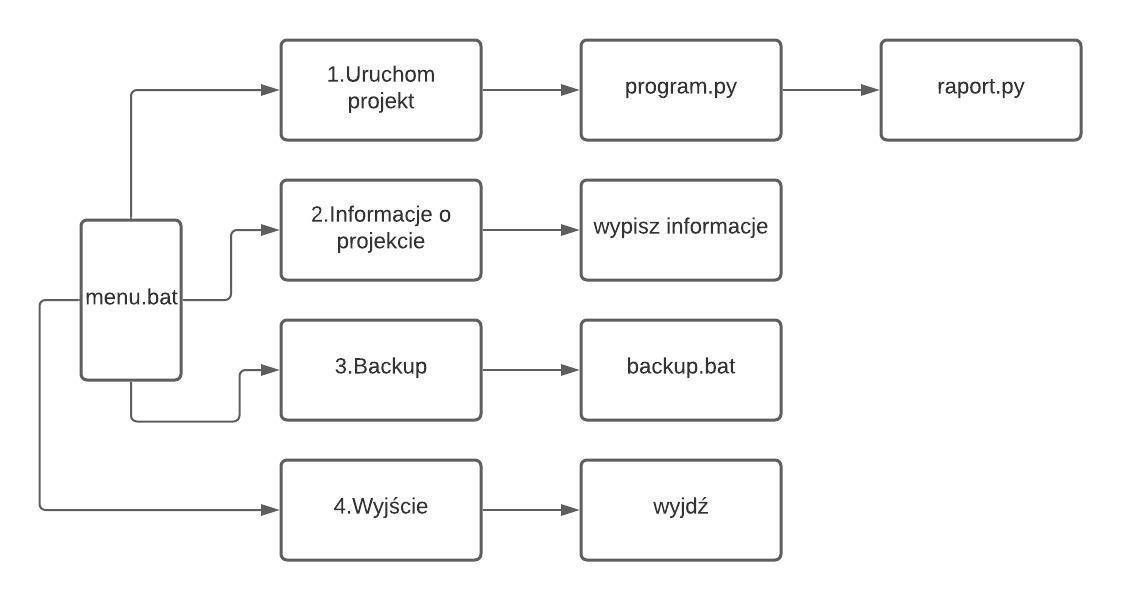 menu.bat
1.Uruchom
projekt
program.py
raport.py
2.Informacje o
projekcie
wypisz informacje
3.Backup
backup.bat
4.Wyjście
wyjdź